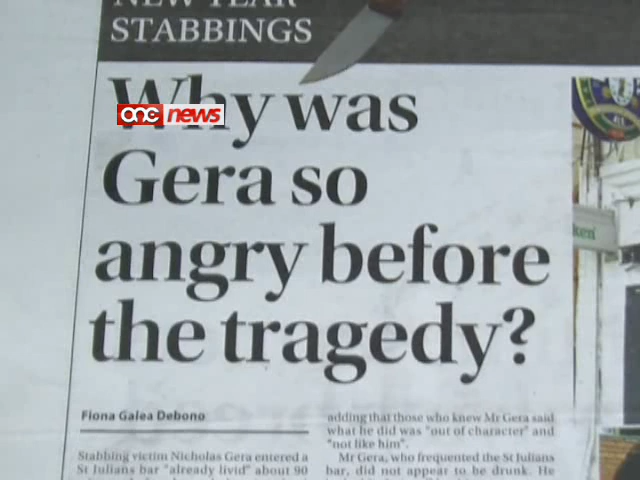 NEW YEAR
STABBINGS
Why was
one news
Gera so
angry before
the tragedy?
Fiona Galea Debono
Stabbing victim Nicholas Gera entered a
St Julians bar "already livid" about 90
adding that those who knew Mr Gera said
what he did was "out of character" and
"not like him".
Mr Gera, who frequented the St Julians
bar, did not appear to be drunk. He